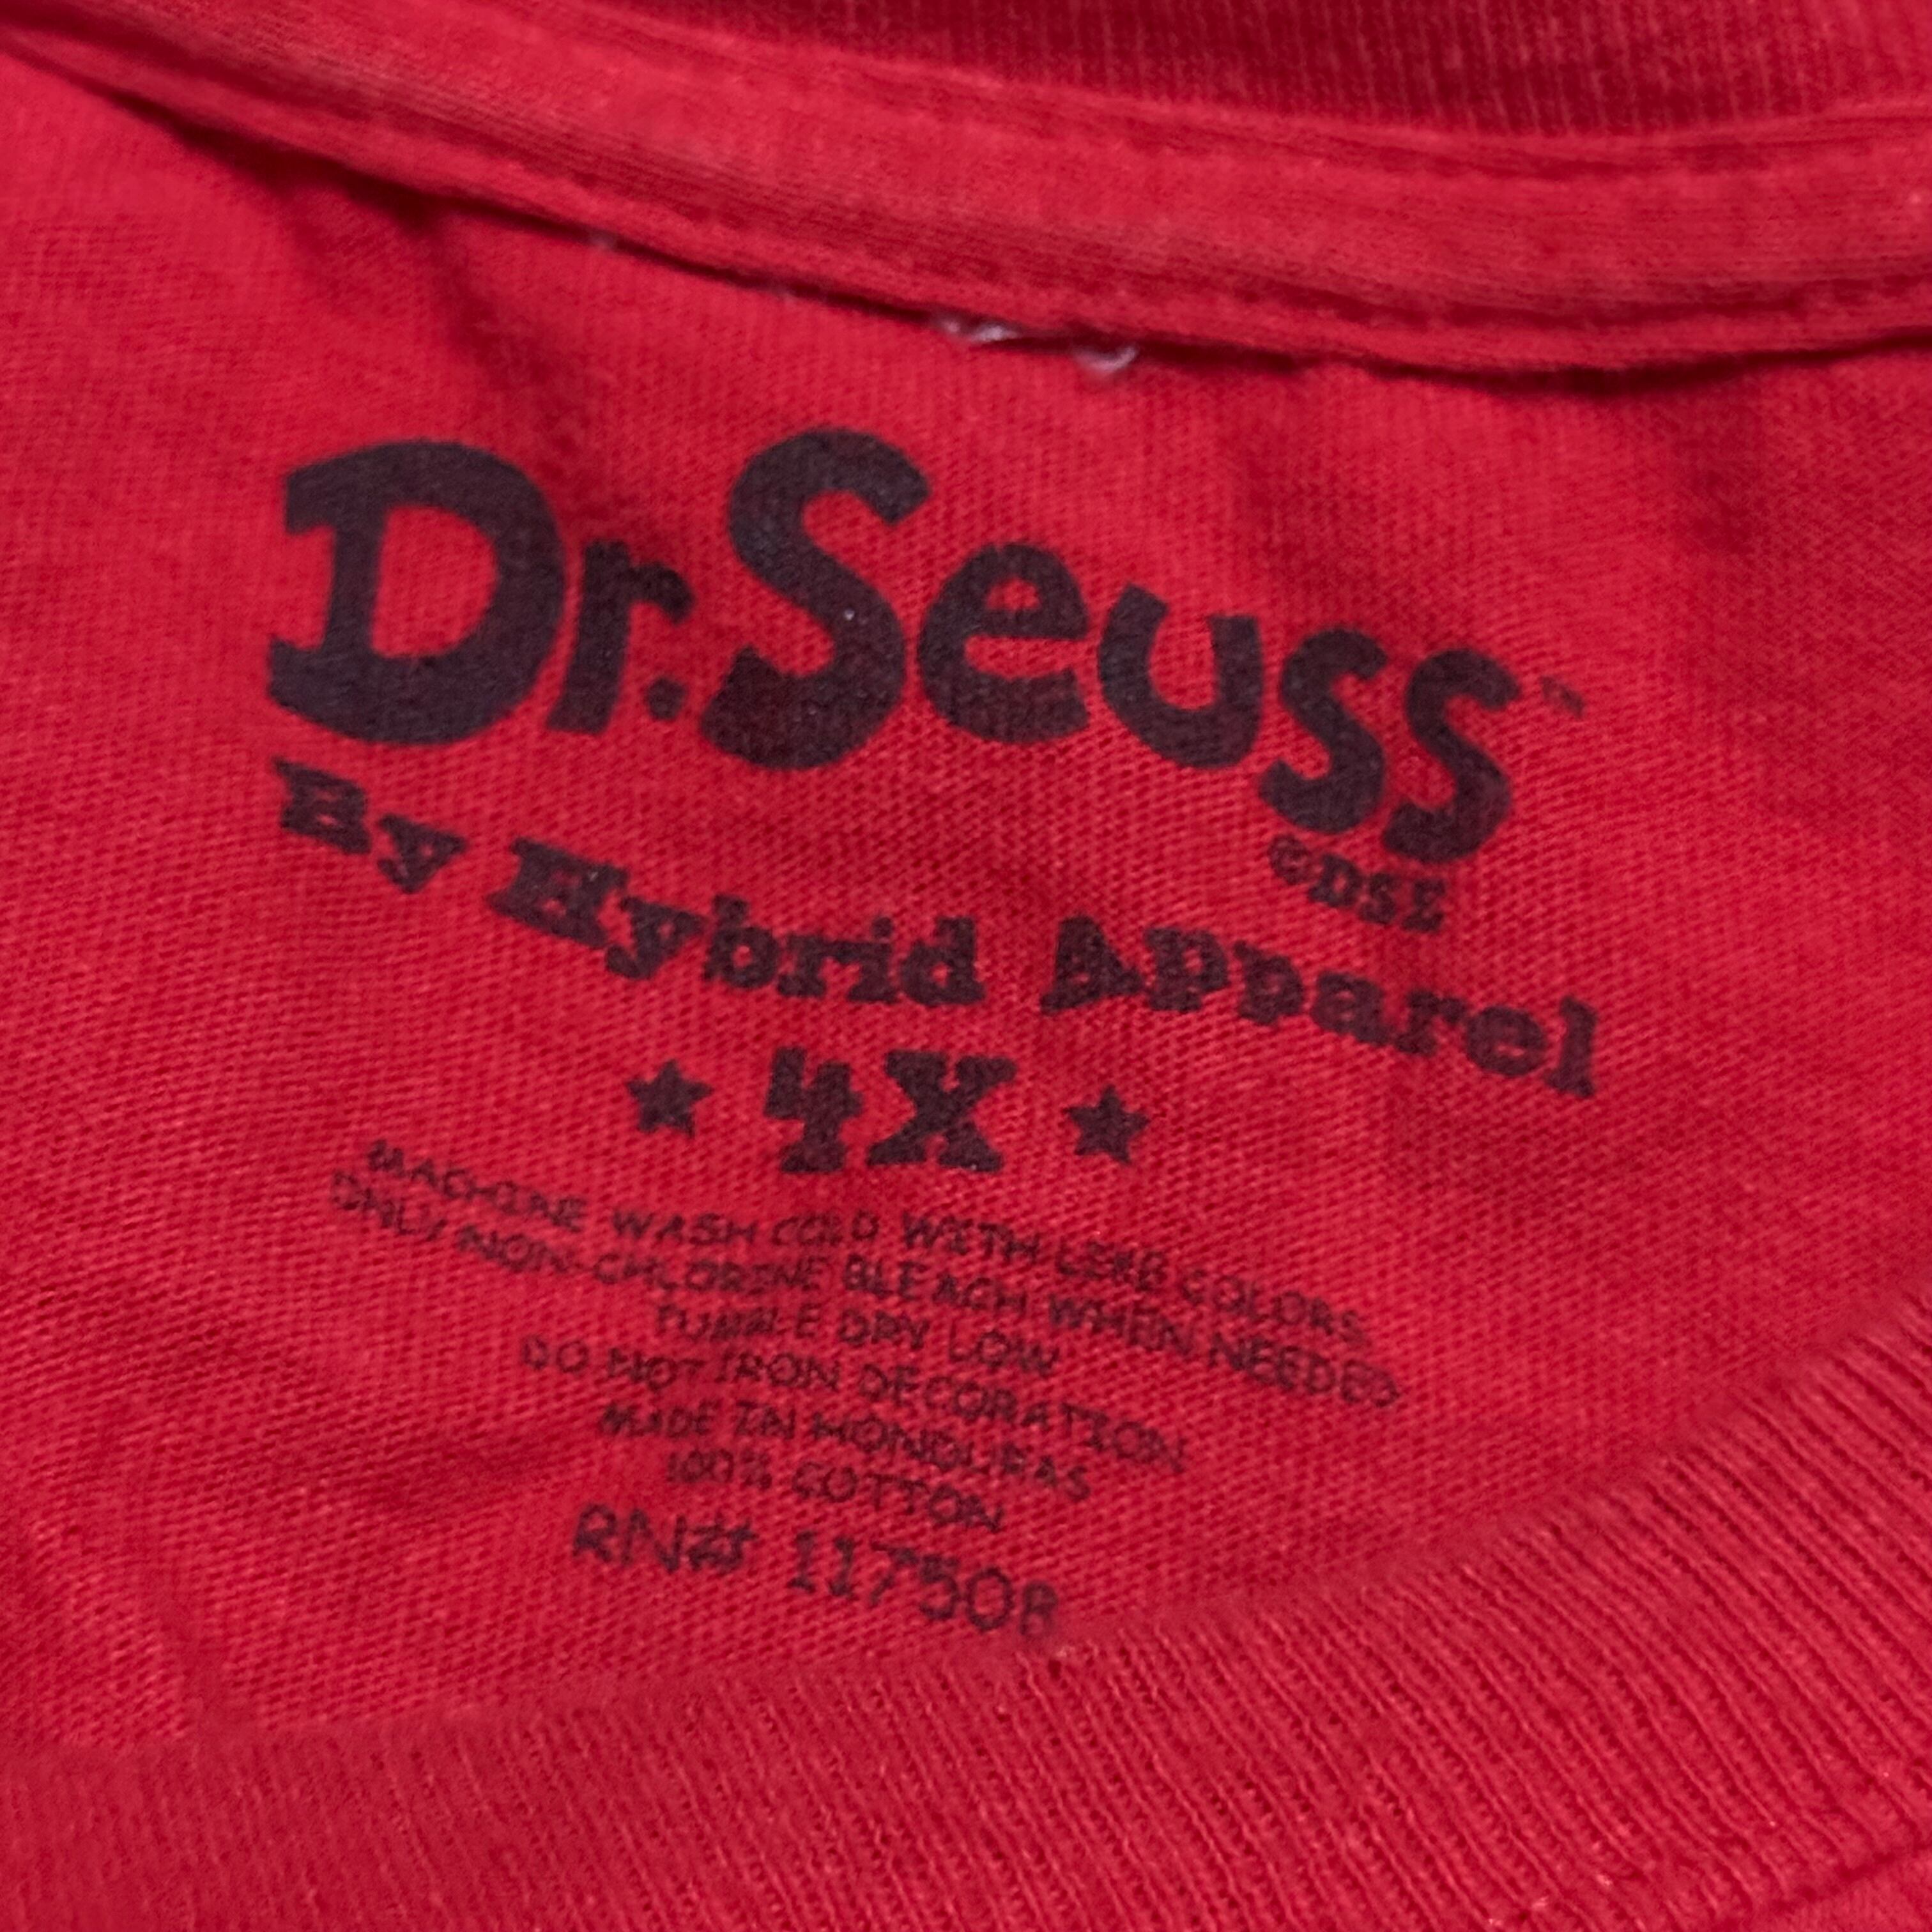 Dr. Seuss™
©DSE
By Hybrid Apparel
★ 4X ★
MACHINE WASH COLD WITH LIKE COLORS
ONLY NON-CHLORINE BLEACH WHEN NEEDED
TUMBLE DRY LOW
DO NOT IRON DECORATION
MADE IN HONDURAS
100% COTTON
RN# 117508